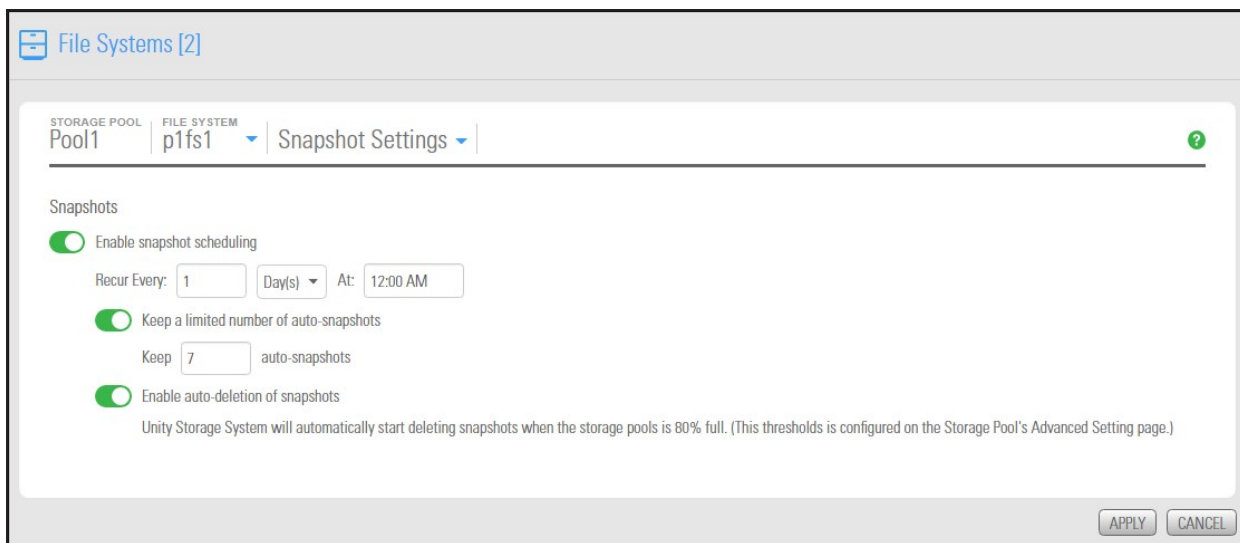 File Systems [2]
STORAGE POOL FILE SYSTEM
Pool1 p1fs1 Snapshot Settings
?
Snapshots
Enable snapshot scheduling
Recur Every: 1 Day(s) At: 12:00 AM
Keep a limited number of auto-snapshots
Keep 7 auto-snapshots
Enable auto-deletion of snapshots
Unity Storage System will automatically start deleting snapshots when the storage pools is 80% full. (This thresholds is configured on the Storage Pool's Advanced Setting page.)
APPLY CANCEL